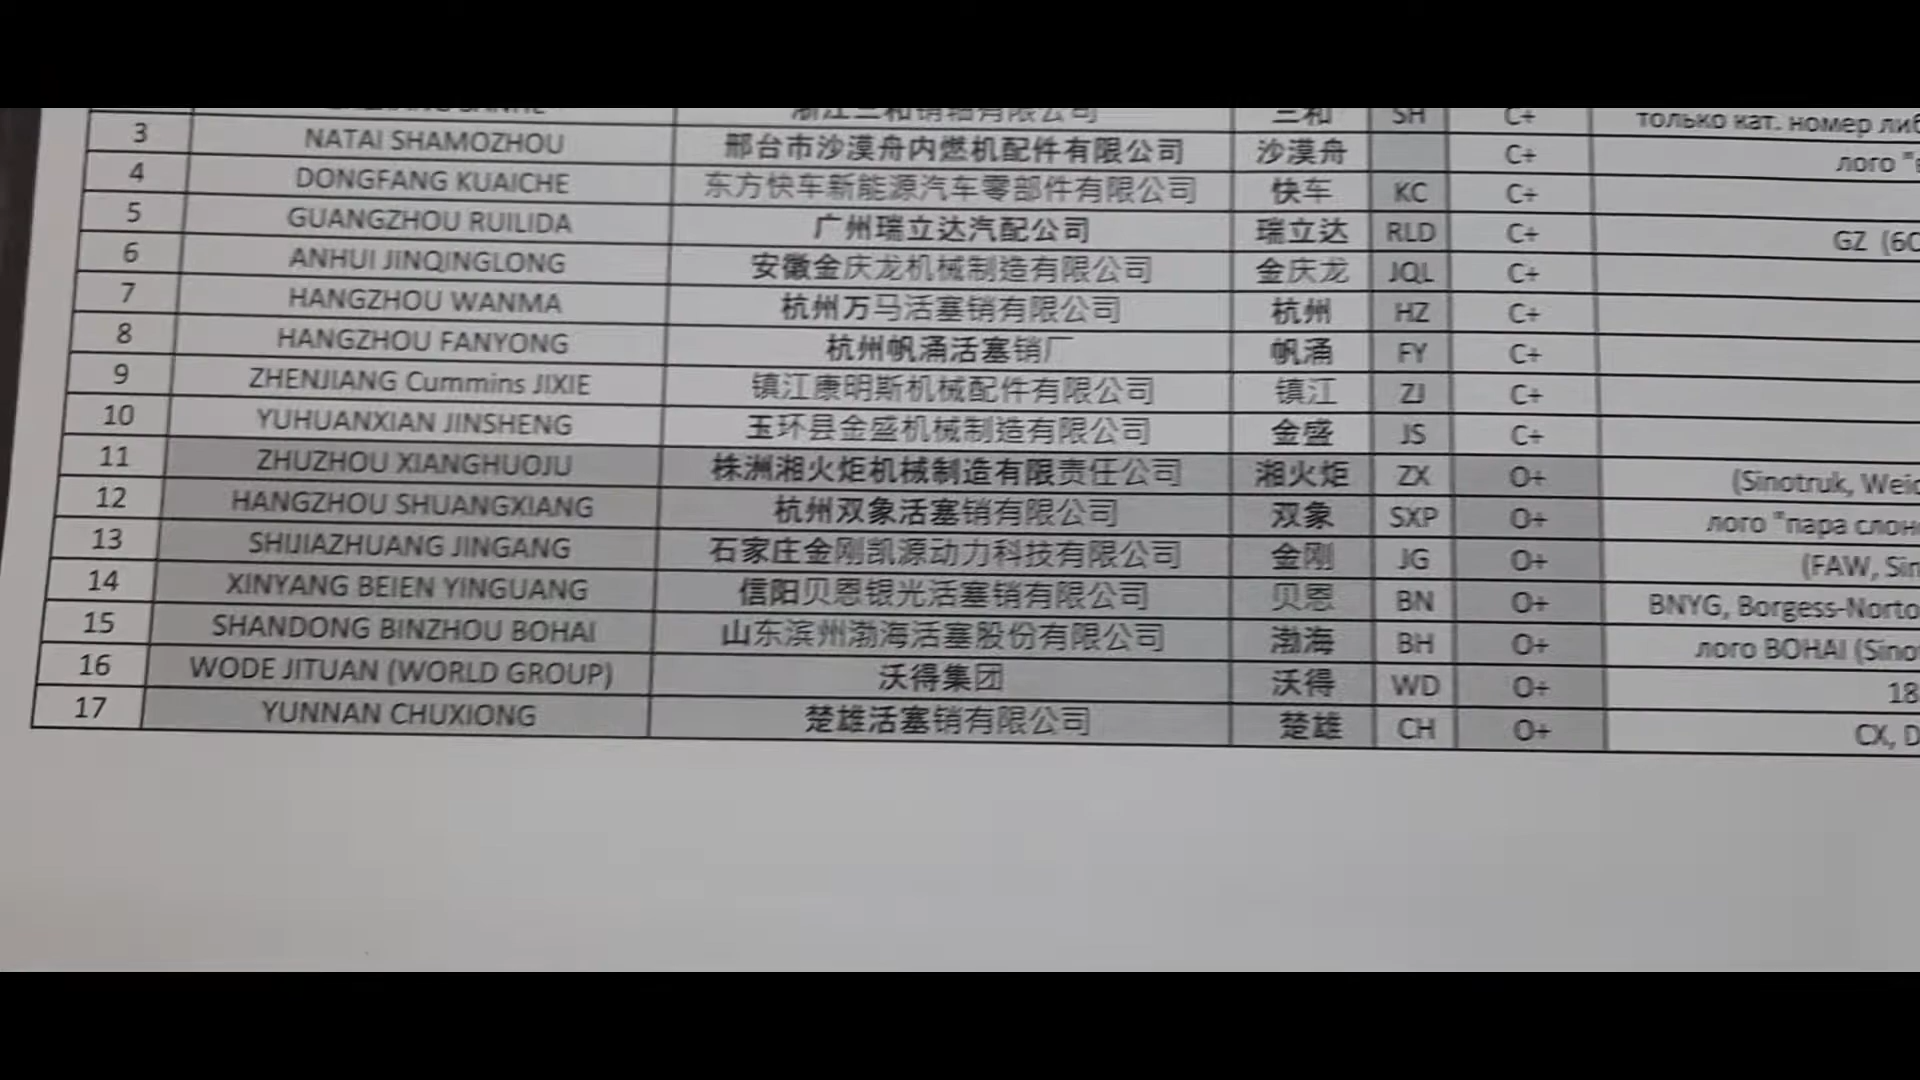 浙江三和销轴有限公司 三和 SH C+ только кат. номер
3 NATAI SHAMOZHOU 邢台市沙漠舟内燃机配件有限公司 沙漠舟 C+ лого
4 DONGFANG KUAICHE 东方快车新能源汽车零部件有限公司 快车 KC C+
5 GUANGZHOU RUILIDA 广州瑞立达汽配公司 瑞立达 RLD C+ GZ
6 ANHUI JINQINGLONG 安徽金庆龙机械制造有限公司 金庆龙 JQL C+
7 HANGZHOU WANMA 杭州万马活塞销有限公司 杭州 HZ C+
8 HANGZHOU FANYONG 杭州帆涌活塞销厂 帆涌 FY C+
9 ZHENJIANG Cummins JIXIE 镇江康明斯机械配件有限公司 镇江 ZJ C+
10 YUHUANXIAN JINSHENG 玉环县金盛机械制造有限公司 金盛 JS C+
11 ZHUZHOU XIANGHUOJU 株洲湘火炬机械制造有限责任公司 湘火炬 ZX O+ (Sinotruk, Weic
12 HANGZHOU SHUANGXIANG 杭州双象活塞销有限公司 双象 SXP O+ лого "пара слоно
13 SHIJIAZHUANG JINGANG 石家庄金刚凯源动力科技有限公司 金刚 JG O+ (FAW, Sin
14 XINYANG BEIEN YINGUANG 信阳贝恩银光活塞销有限公司 贝恩 BN O+ BNYG, Borgess-Norto
15 SHANDONG BINZHOU BOHAI 山东滨州渤海活塞股份有限公司 渤海 BH O+ лого BOHAI (Sino
16 WODE JITUAN (WORLD GROUP) 沃得集团 沃得 WD O+ 18
17 YUNNAN CHUXIONG 楚雄活塞销有限公司 楚雄 CH O+ CX, D